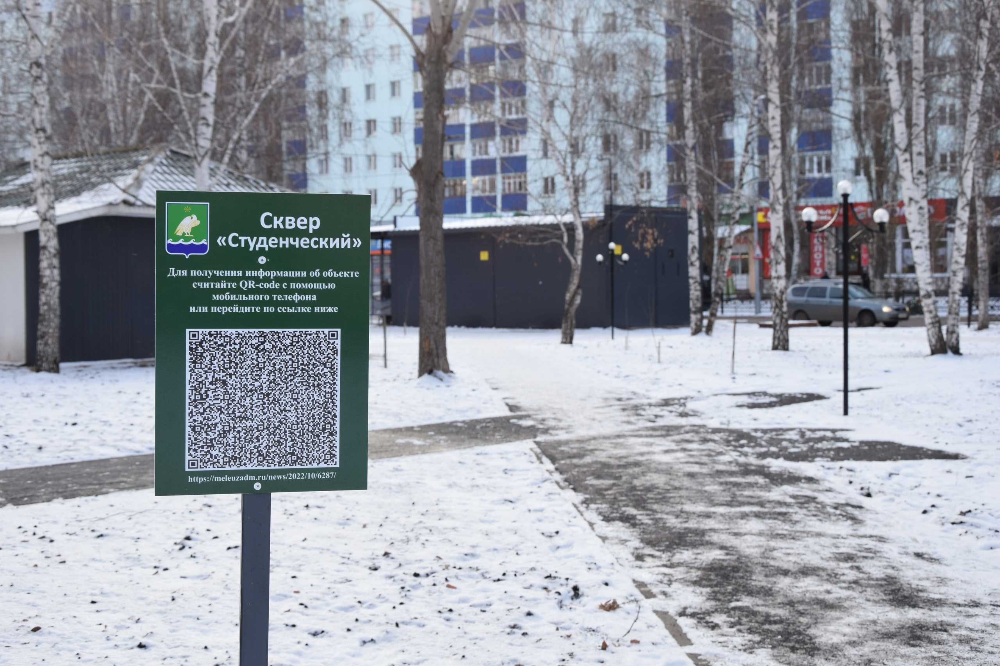 Сквер
«Студенческий»
Для получения информации об объекте
считайте QR-code с помощью
мобильного телефона
или перейдите по ссылке ниже
https://meleuzadm.ru/news/2022/10/6287/